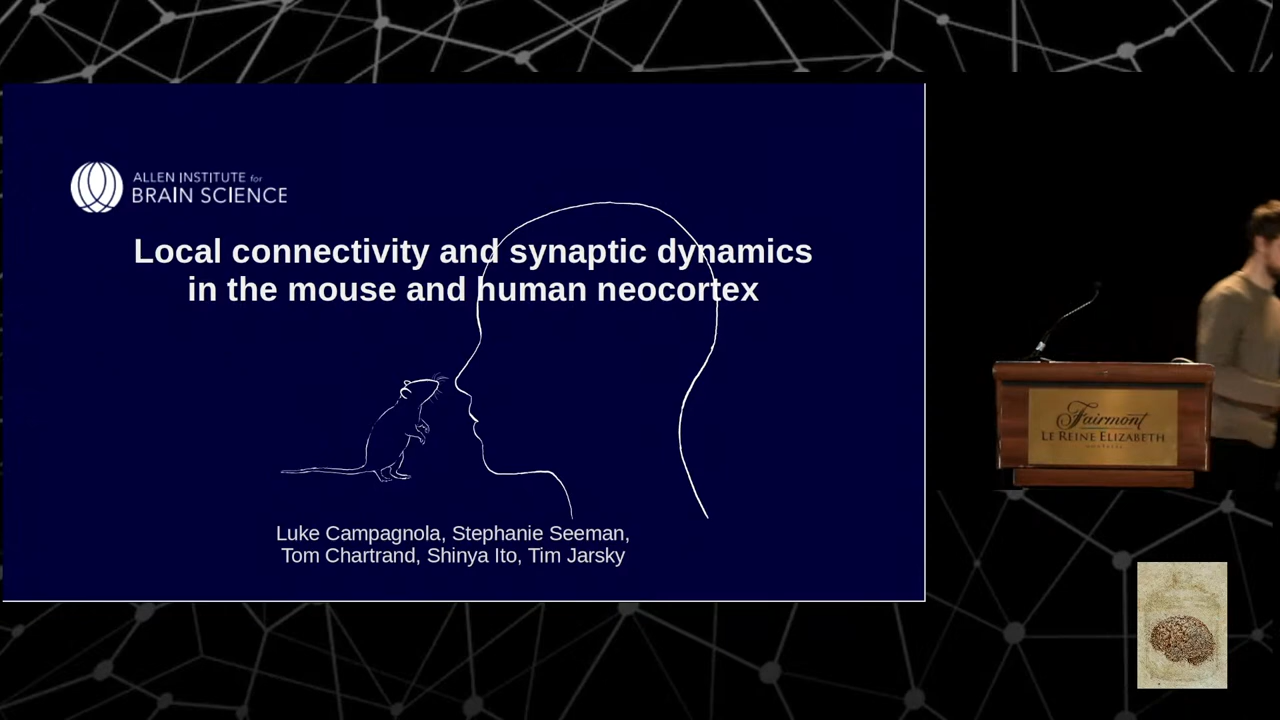 ALLEN INSTITUTE for
BRAIN SCIENCE
Local connectivity and synaptic dynamics
in the mouse and human neocortex
Luke Campagnola, Stephanie Seeman,
Tom Chartrand, Shinya Ito, Tim Jarsky
Fairmont
LE REINE ELIZABETH